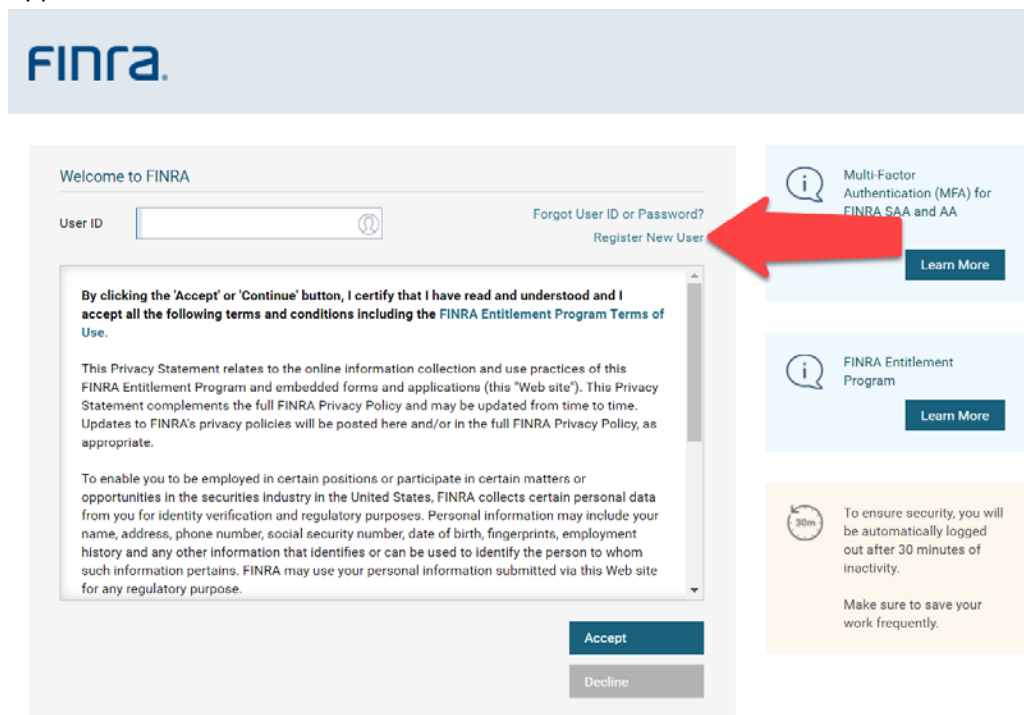 FINRA.
Welcome to FINRA
User ID
Forgot User ID or Password?
Register New User
By clicking the 'Accept' or 'Continue' button, I certify that I have read and understood and I
accept all the following terms and conditions including the FINRA Entitlement Program Terms of
Use.
This Privacy Statement relates to the online information collection and use practices of this
FINRA Entitlement Program and embedded forms and applications (this "Web site"). This Privacy
Statement complements the full FINRA Privacy Policy and may be updated from time to time.
Updates to FINRA's privacy policies will be posted here and/or in the full FINRA Privacy Policy, as
appropriate.
To enable you to be employed in certain positions or participate in certain matters or
opportunities in the securities industry in the United States, FINRA collects certain personal data
from you for identity verification and regulatory purposes. Personal information may include your
name, address, phone number, social security number, date of birth, fingerprints, employment
history and any other information that identifies or can be used to identify the person to whom
such information pertains. FINRA may use your personal information submitted via this Web site
for any regulatory purpose.
Accept
Decline
Multi-Factor
Authentication (MFA) for
FINRA SAA and AA
Learn More
FINRA Entitlement
Program
Learn More
30m
To ensure security, you will
be automatically logged
out after 30 minutes of
inactivity.
Make sure to save your
work frequently.